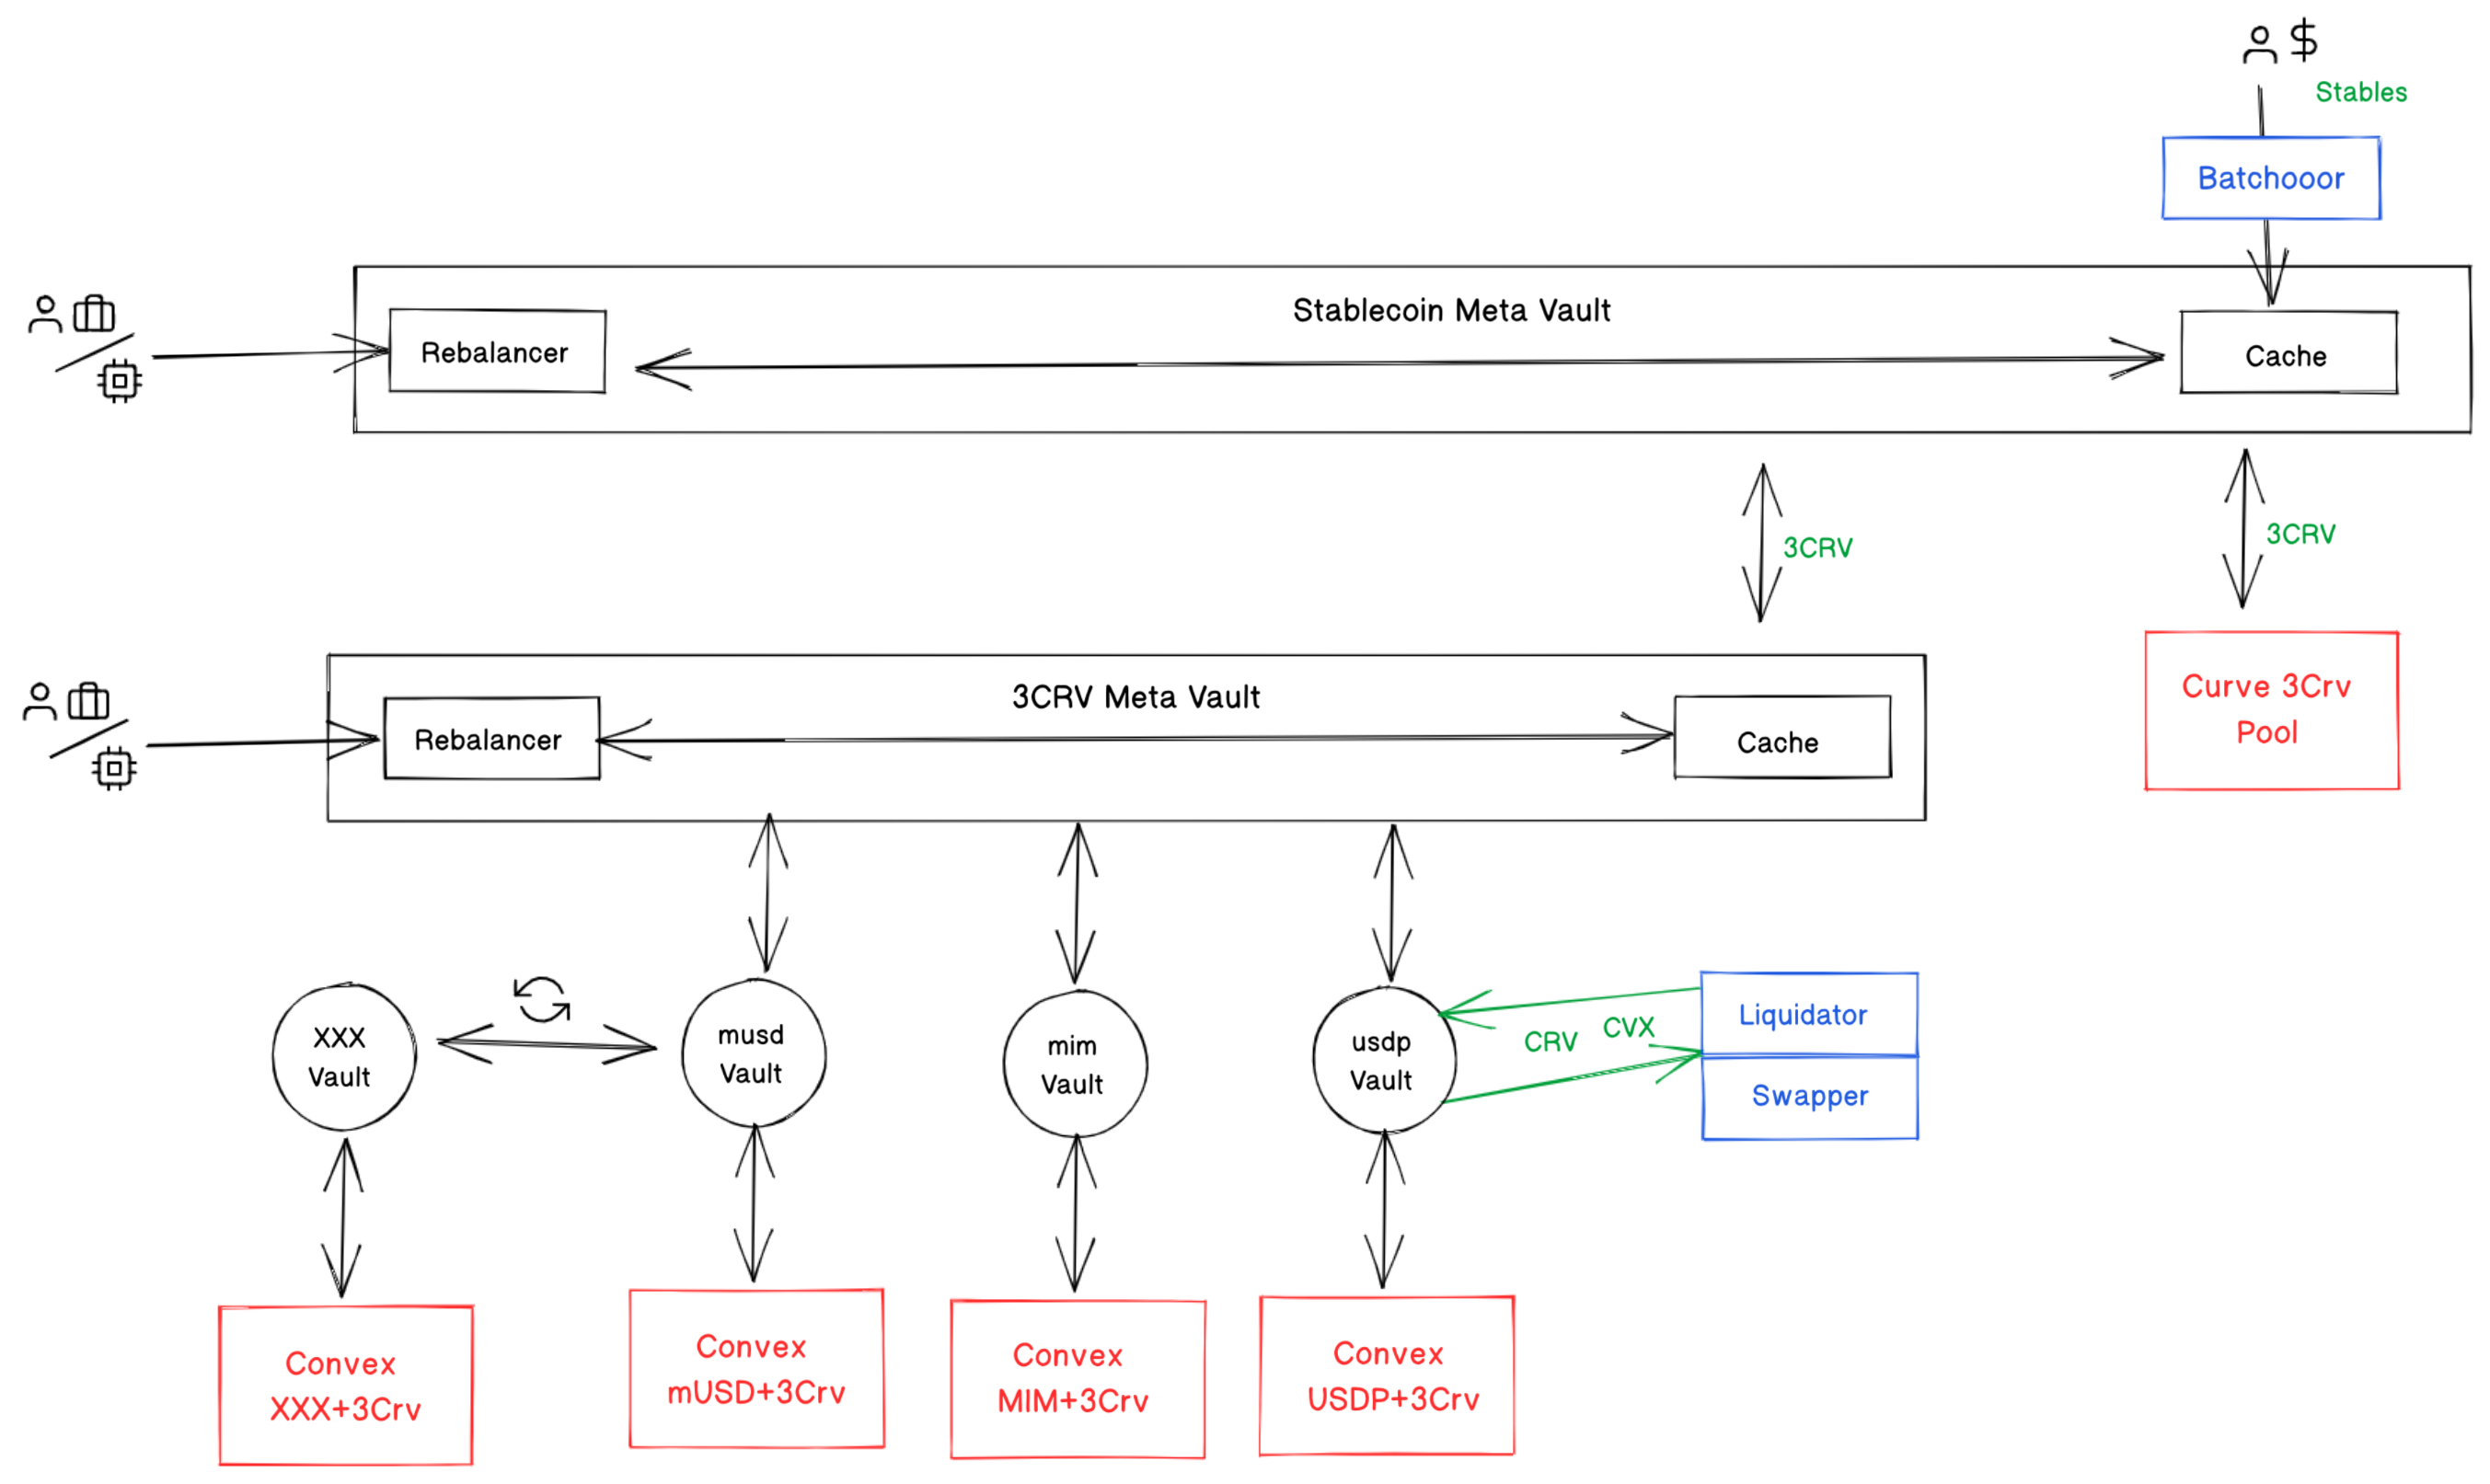 $
Stables
Batchooor
Stablecoin Meta Vault
Rebalancer
Cache
3CRV
3CRV
3CRV Meta Vault
Rebalancer
Cache
Curve 3Crv
Pool
XXX
Vault
musd
Vault
mim
Vault
usdp
Vault
CRV
CVX
Liquidator
Swapper
Convex
XXX+3Crv
Convex
mUSD+3Crv
Convex
MIM+3Crv
Convex
USDP+3Crv